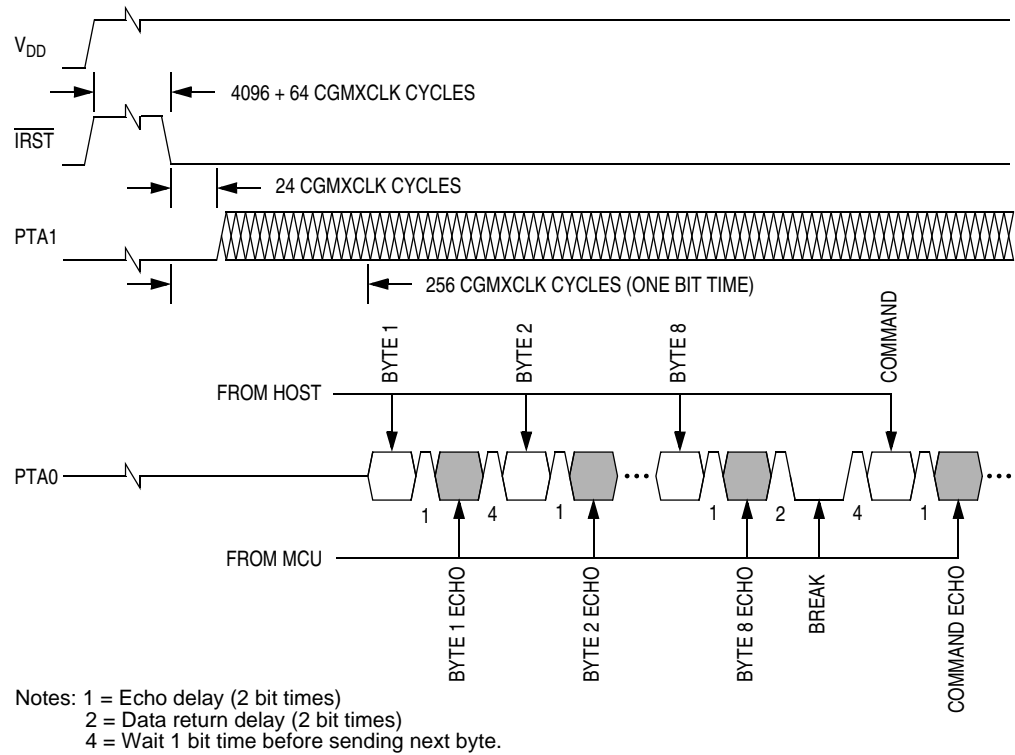 VDD
4096 + 64 CGMXCLK CYCLES
IRST
24 CGMXCLK CYCLES
PTA1
256 CGMXCLK CYCLES (ONE BIT TIME)
BYTE 1
BYTE 2
BYTE 8
COMMAND
FROM HOST
PTA0
1
4
1
1
2
4
1
FROM MCU
BYTE 1 ECHO
BYTE 2 ECHO
BYTE 8 ECHO
BREAK
COMMAND ECHO
Notes: 1 = Echo delay (2 bit times)
2 = Data return delay (2 bit times)
4 = Wait 1 bit time before sending next byte.